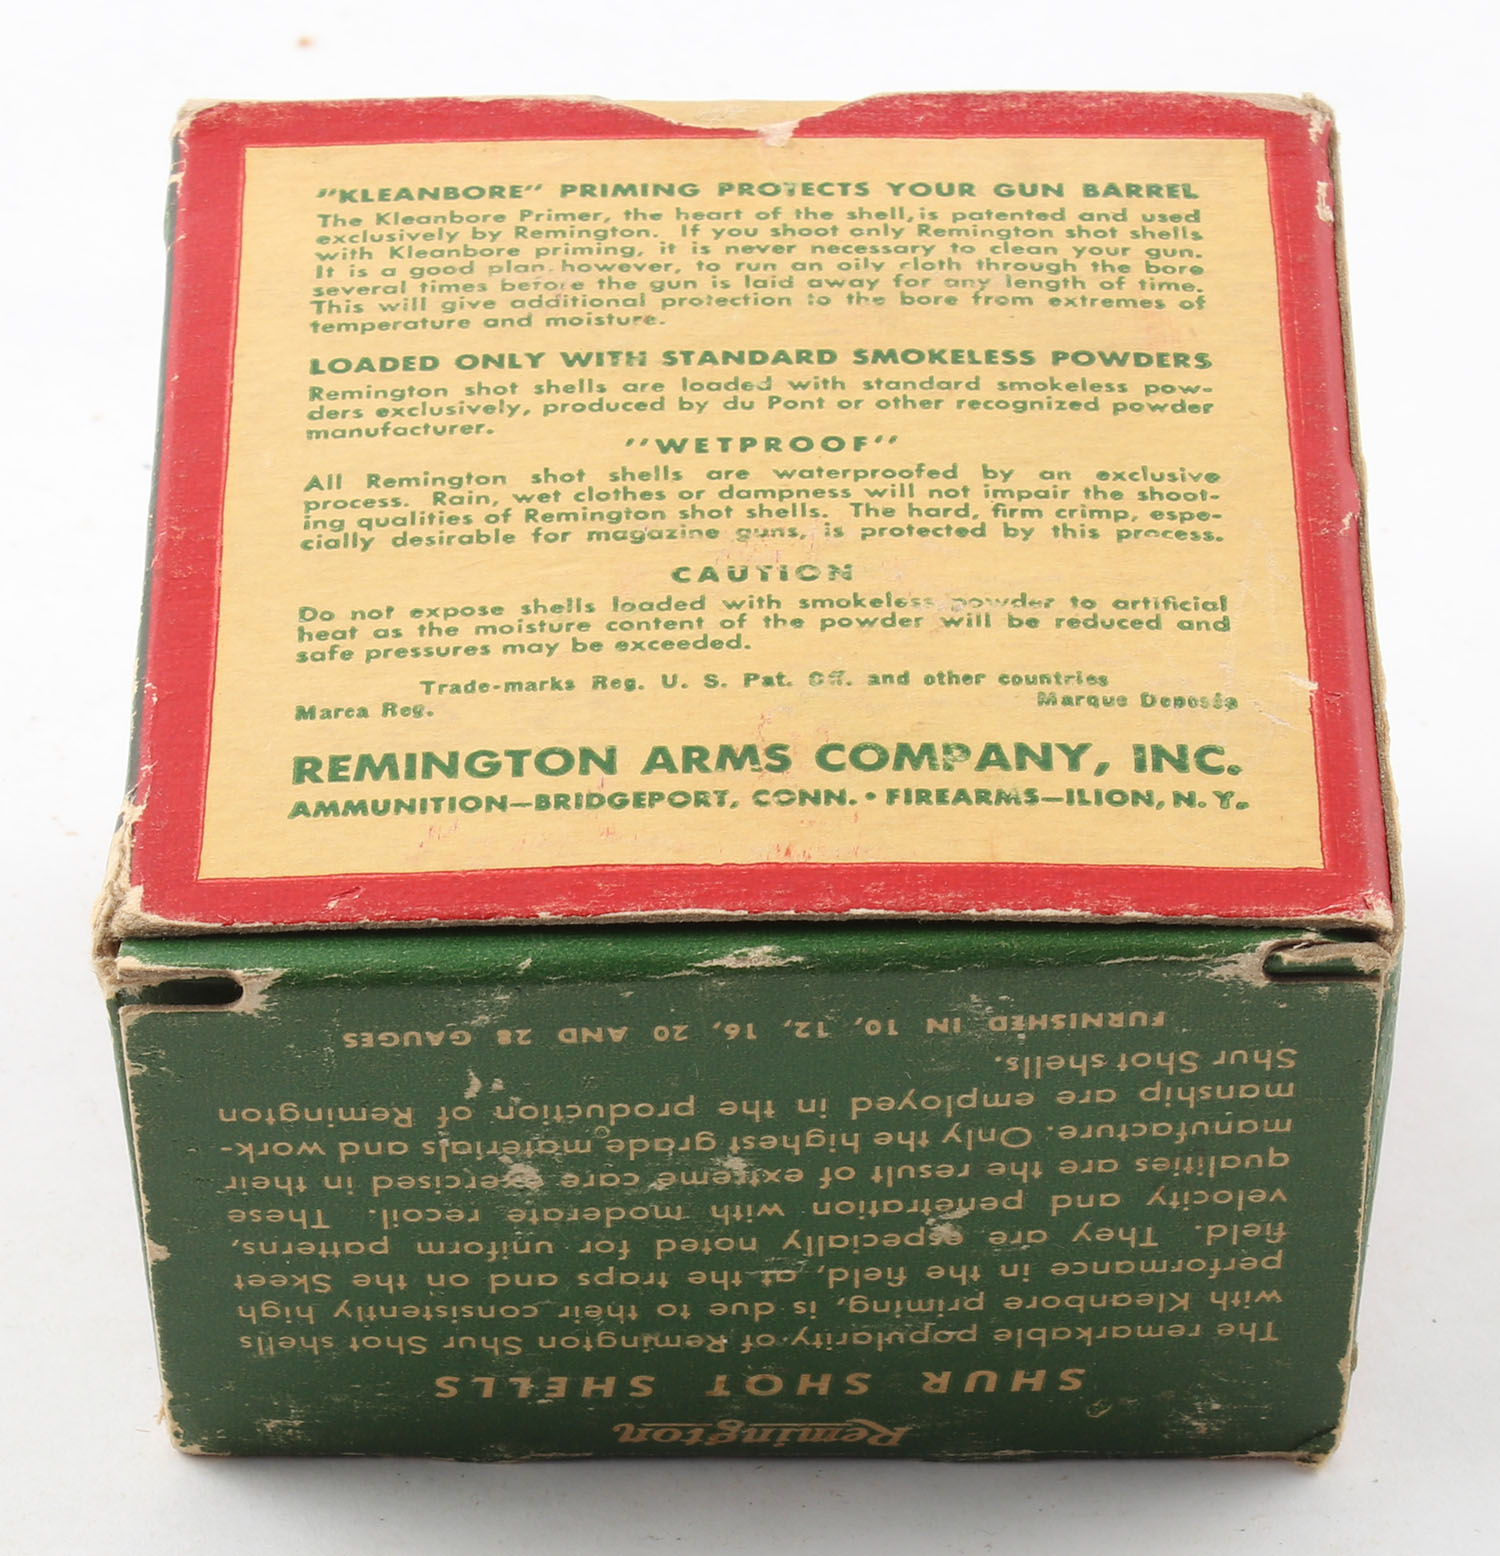 "KLEANBORE" PRIMING PROTECTS YOUR GUN BARREL
The Kleanbore Primer, the heart of the shell, is patented and used
exclusively by Remington. If you shoot only Remington shot shells
with Kleanbore priming, it is never necessary to clean your gun.
It is a good plan, however, to run an oily cloth through the bore
several times before the gun is laid away for any length of time.
This will give additional protection to the bore from extremes of
temperature and moisture.
LOADED ONLY WITH STANDARD SMOKELESS POWDERS
Remington shot shells are loaded with standard smokeless pow-
ders exclusively, produced by du Pont or other recognized powder
manufacturer.
"WETPROOF"
All Remington shot shells are waterproofed by an exclusive
process. Rain, wet clothes or dampness will not impair the shoot-
ing qualities of Remington shot shells. The hard, firm crimp, espe-
cially desirable for magazine guns, is protected by this process.
CAUTION
Do not expose shells loaded with smokeless powder to artificial
heat as the moisture content of the powder will be reduced and
safe pressures may be exceeded.
Trade-marks Reg. U. S. Pat. Off. and other countries
Marca Reg. Marque Deposée
REMINGTON ARMS COMPANY, INC.
AMMUNITION—BRIDGEPORT, CONN. • FIREARMS—ILION, N. Y.
Remington
SHUR SHOT SHELLS
The remarkable popularity of Remington Shur Shot shells
with Kleanbore priming, is due to their consistently high
performance in the field, at the traps and on the Skeet
field. They are especially noted for uniform patterns,
velocity and penetration with moderate recoil. These
qualities are the result of extreme care exercised in their
manufacture. Only the highest grade materials and work-
manship are employed in the production of Remington
Shur Shot shells.
FURNISHED IN 10, 12, 16, 20 AND 28 GAUGES